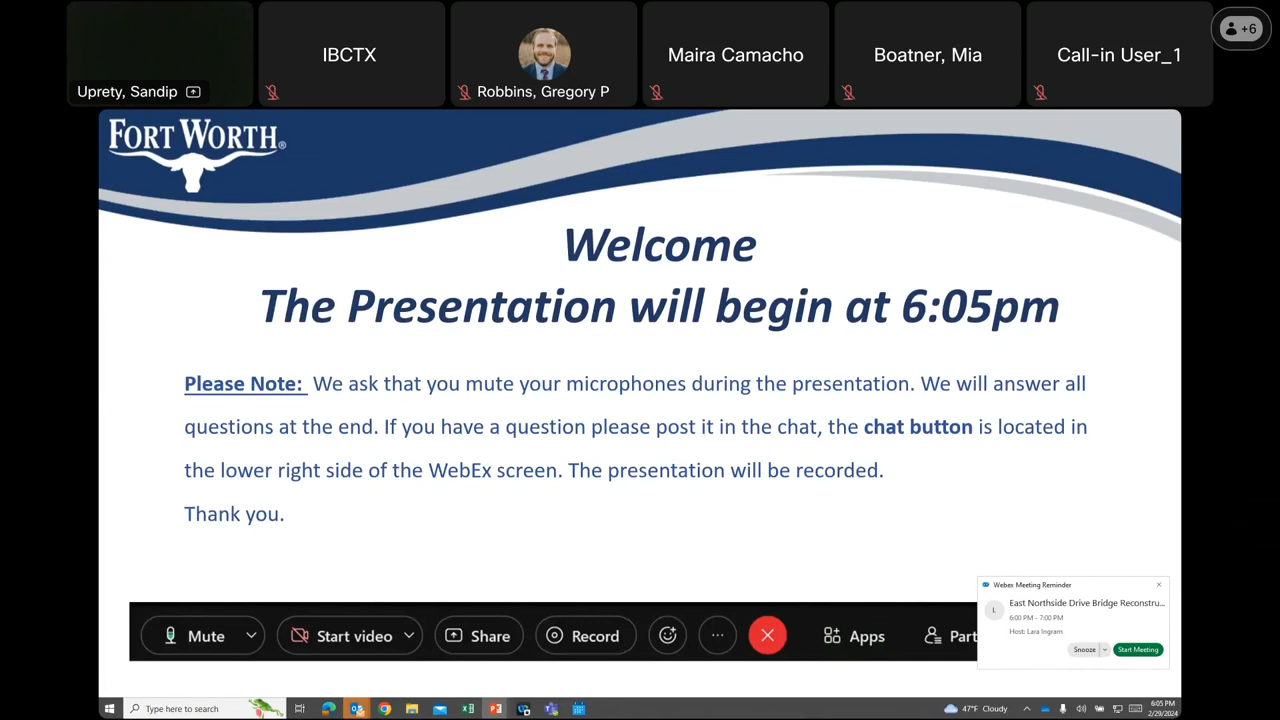 Uprety, Sandip
IBCTX
Robbins, Gregory P
Maira Camacho
Boatner, Mia
Call-in User_1
+6
FORT WORTH®
Welcome
The Presentation will begin at 6:05pm
Please Note: We ask that you mute your microphones during the presentation. We will answer all
questions at the end. If you have a question please post it in the chat, the chat button is located in
the lower right side of the WebEx screen. The presentation will be recorded.
Thank you.
Mute
Start video
Share
Record
Apps
Part
Webex Meeting Reminder
L
East Northside Drive Bridge Reconstru...
6:00 PM - 7:00 PM
Host: Lara Ingram
Snooze
Start Meeting
Type here to search
47°F Cloudy
6:05 PM
2/29/2024